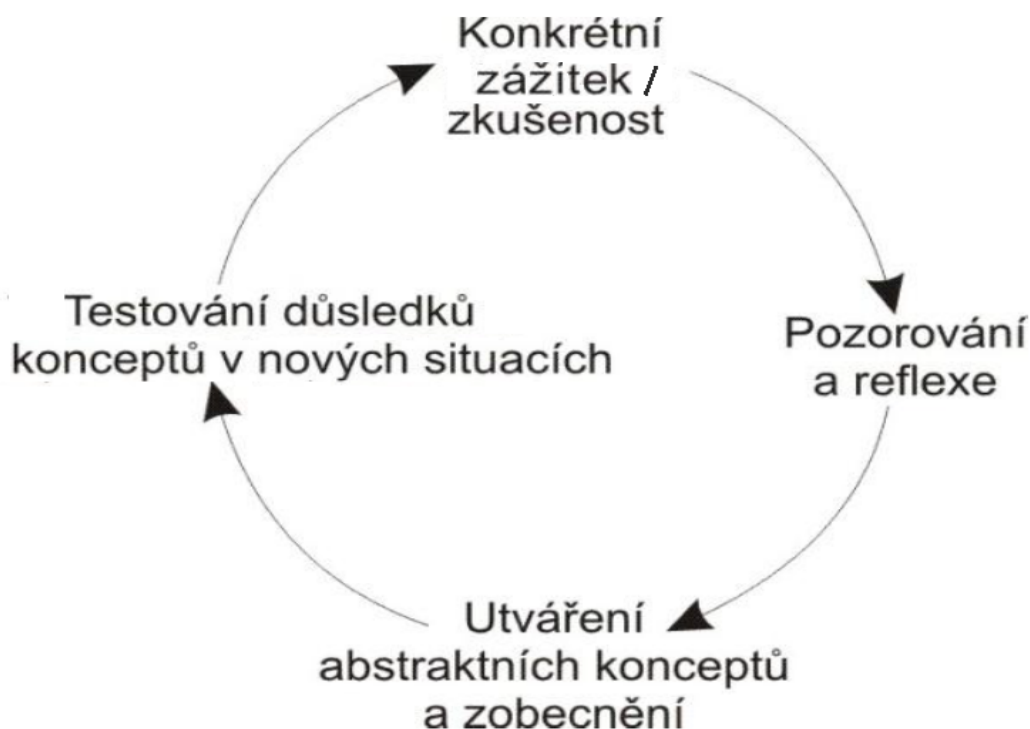 Konkrétní
zážitek /
zkušenost
Pozorování
a reflexe
Utváření
abstraktních konceptů
a zobecnění
Testování důsledků
konceptů v nových situacích